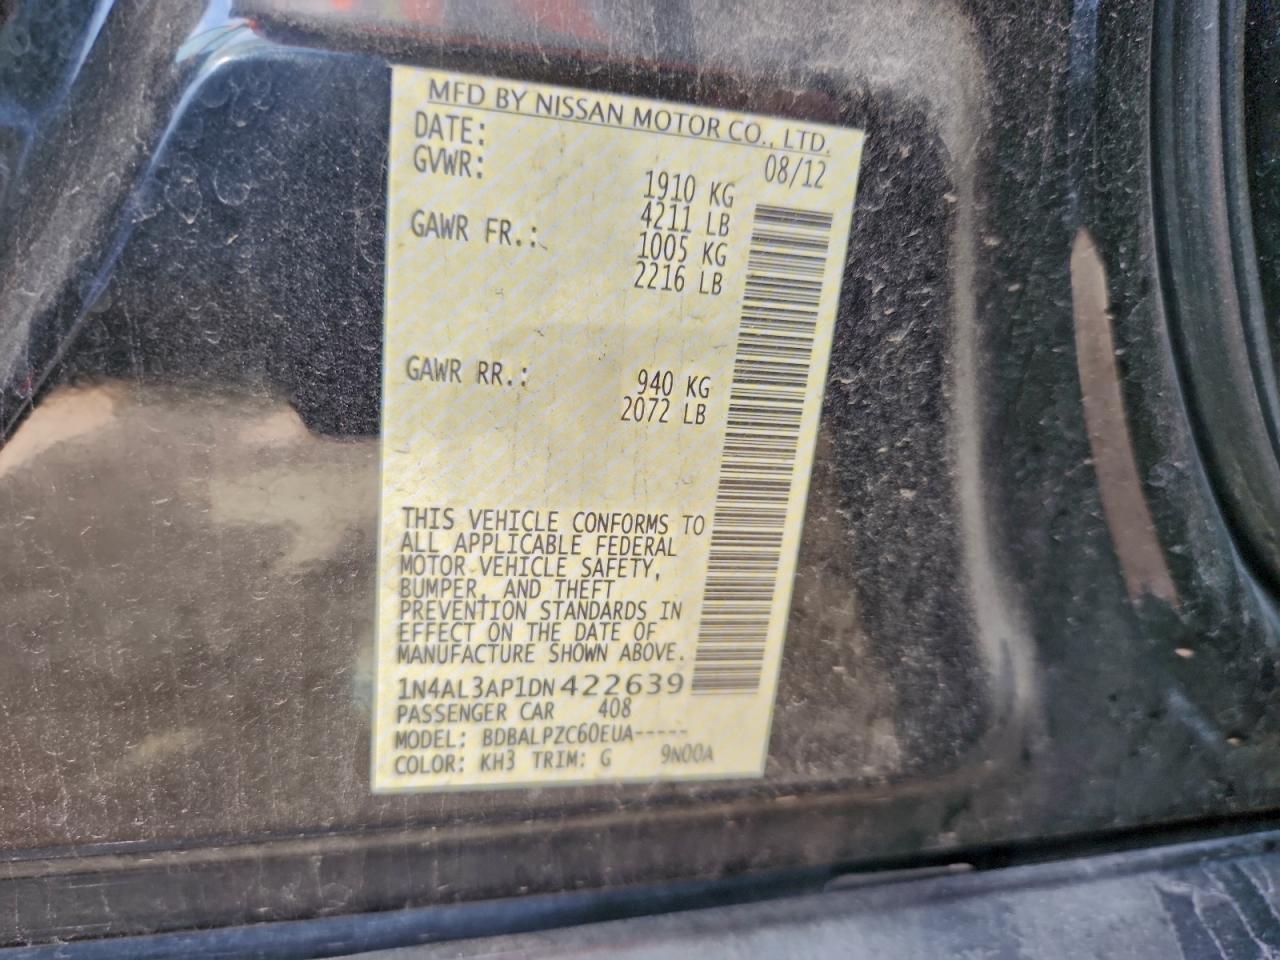 MFD BY NISSAN MOTOR CO., LTD.
DATE: 08/12
GVWR: 1910 KG
4211 LB
GAWR FR.: 1005 KG
2216 LB
GAWR RR.: 940 KG
2072 LB
THIS VEHICLE CONFORMS TO
ALL APPLICABLE FEDERAL
MOTOR VEHICLE SAFETY,
BUMPER, AND THEFT
PREVENTION STANDARDS IN
EFFECT ON THE DATE OF
MANUFACTURE SHOWN ABOVE.
1N4AL3AP1DN422639
PASSENGER CAR 408
MODEL: BDBALPZC60EUA-----
COLOR: KH3 TRIM: G 9N00A